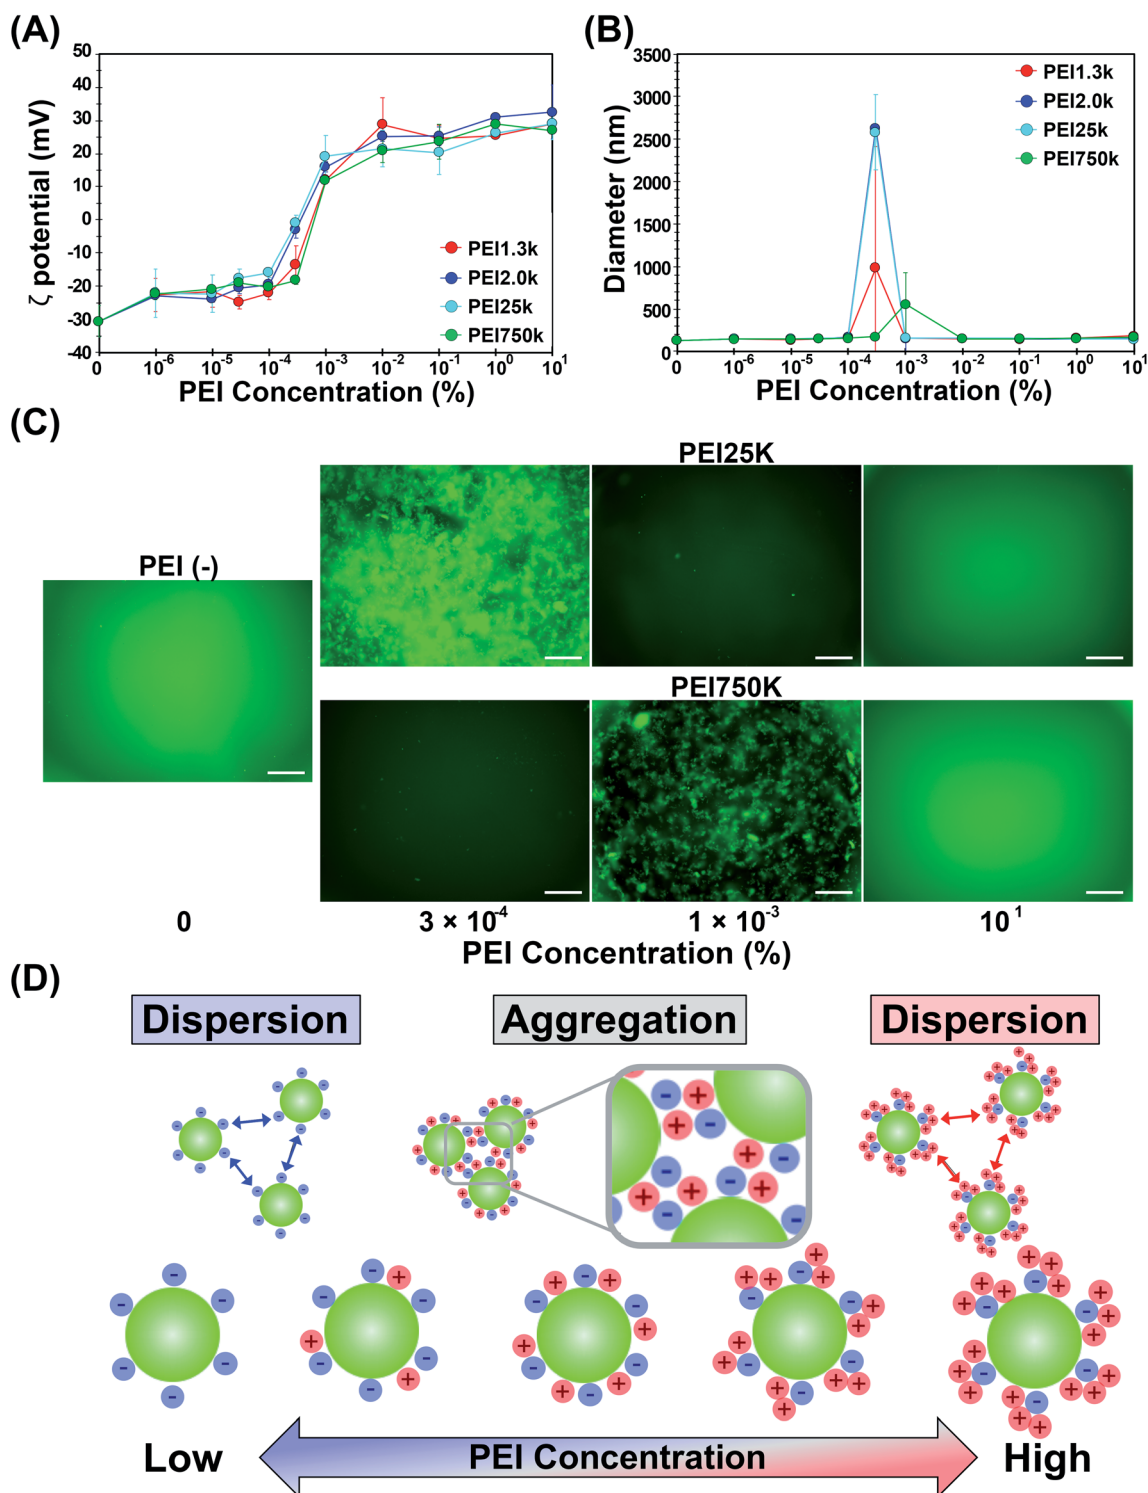 (A)
ζ potential (mV)
50
40
30
20
10
0
-10
-20
-30
-40
PEI1.3k
PEI2.0k
PEI25k
PEI750k
0 10⁻⁶ 10⁻⁵ 10⁻⁴ 10⁻³ 10⁻² 10⁻¹ 10⁰ 10¹
PEI Concentration (%)
(B)
Diameter (nm)
3500
3000
2500
2000
1500
1000
500
0
PEI1.3k
PEI2.0k
PEI25k
PEI750k
0 10⁻⁶ 10⁻⁵ 10⁻⁴ 10⁻³ 10⁻² 10⁻¹ 10⁰ 10¹
PEI Concentration (%)
(C)
PEI25K
PEI (-)
PEI750K
0 3 × 10⁻⁴ 1 × 10⁻³ 10¹
PEI Concentration (%)
(D)
Dispersion Aggregation Dispersion
Low PEI Concentration High